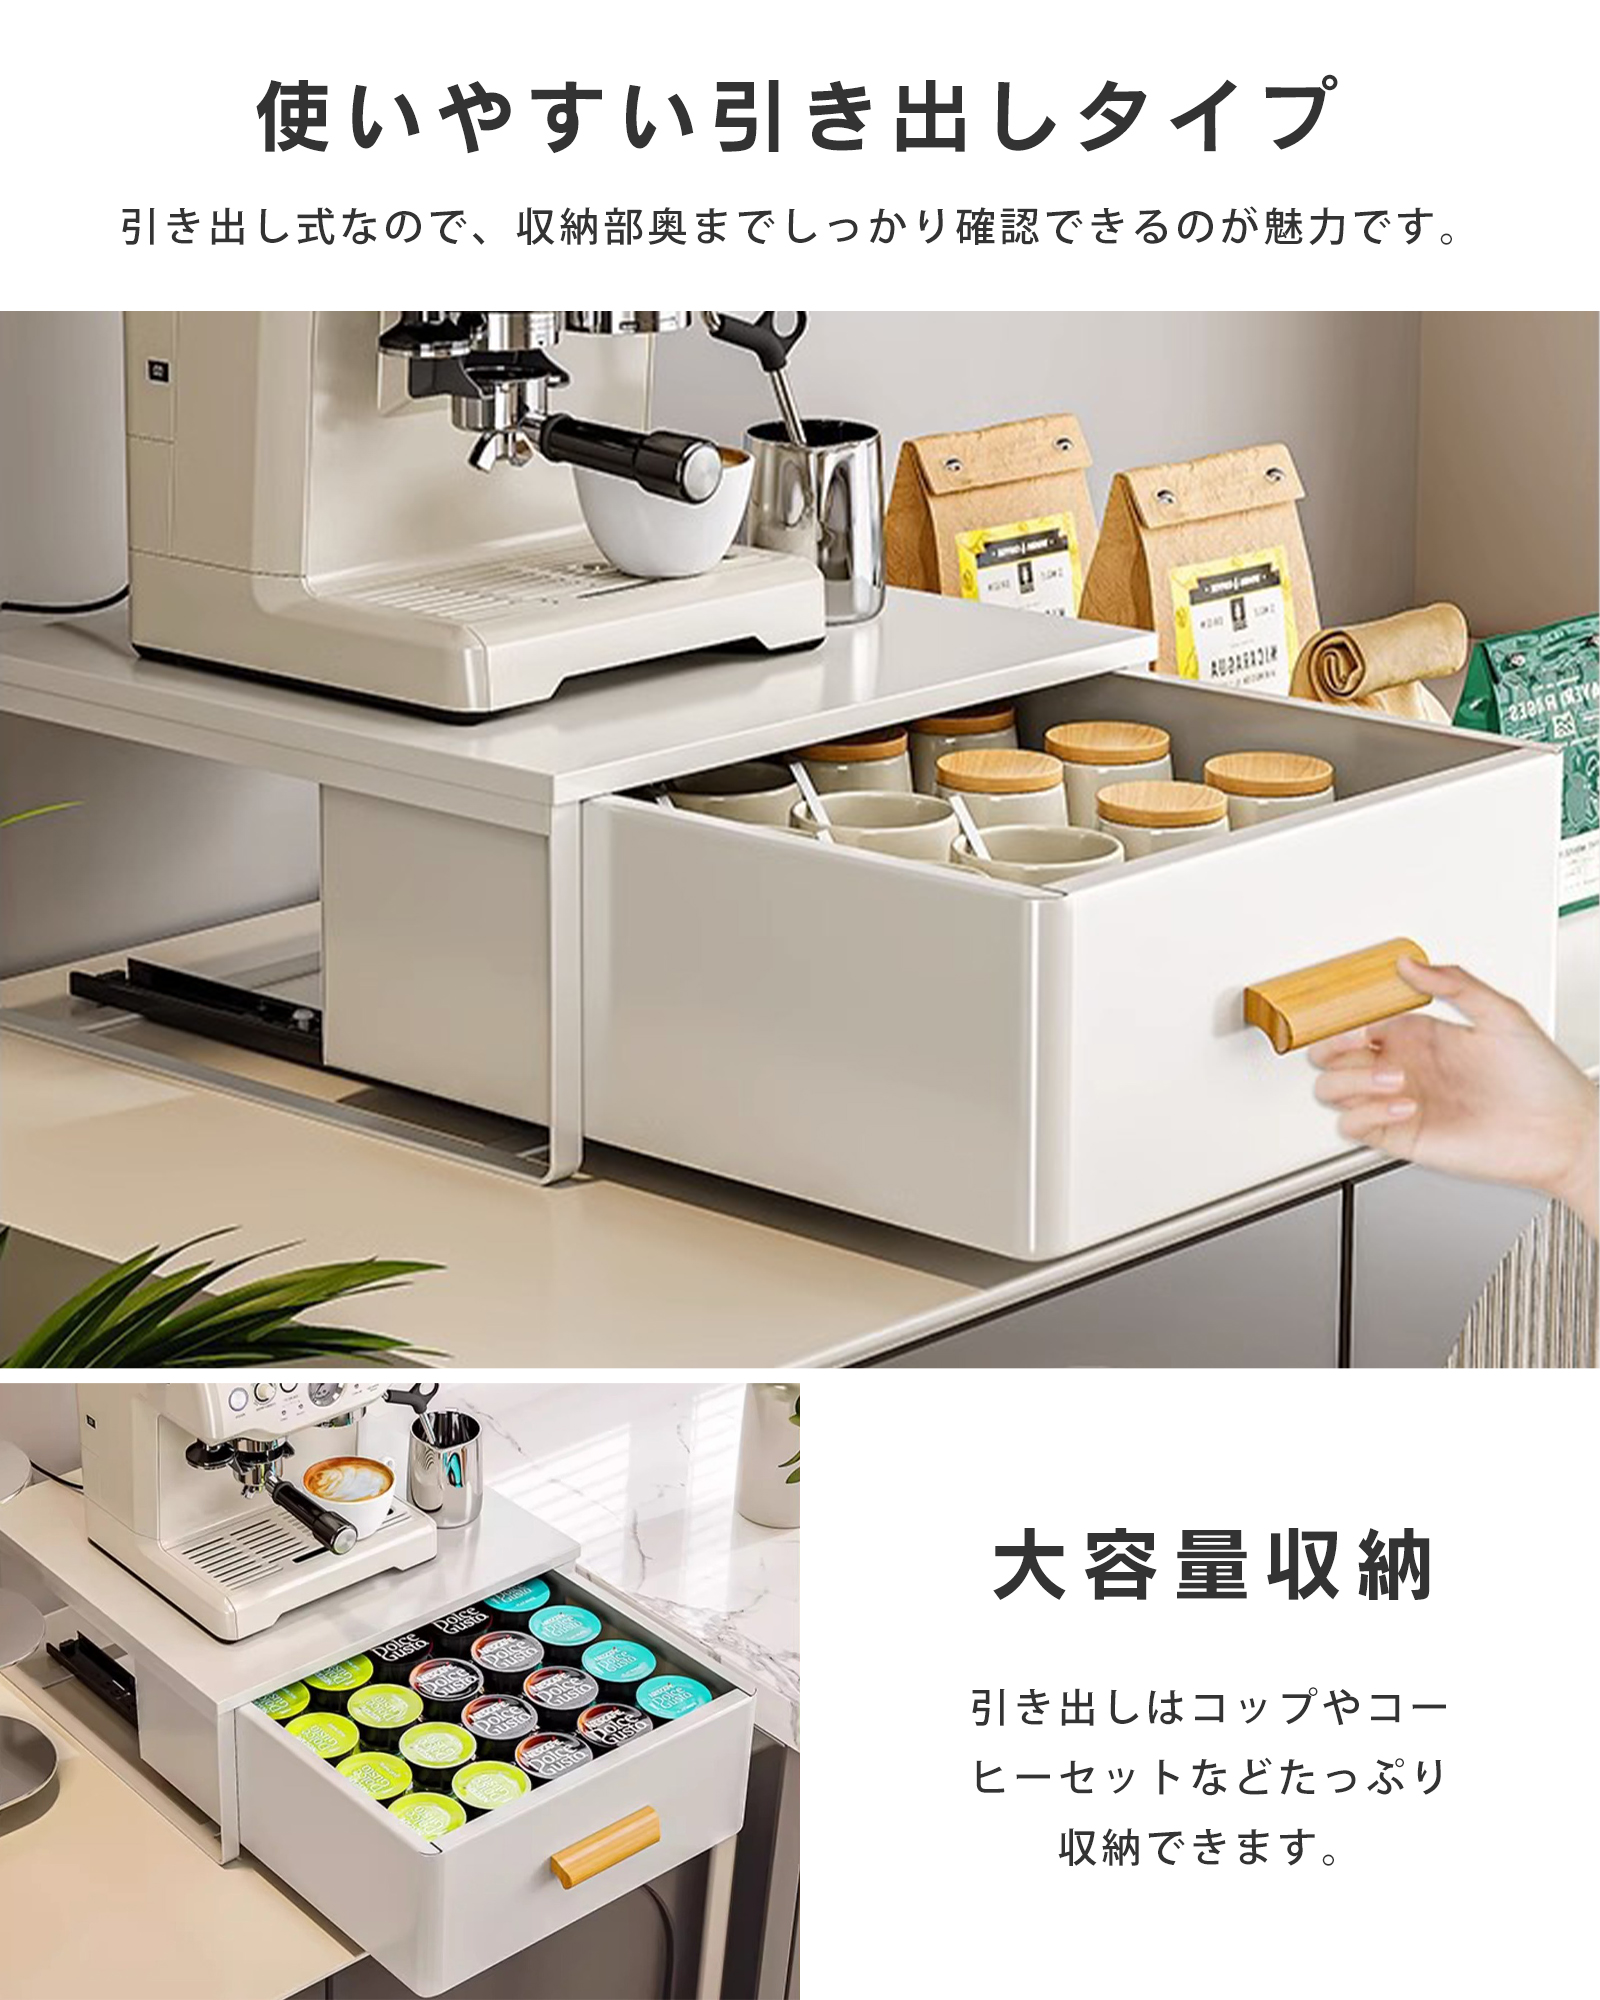 使いやすい引き出しタイプ
引き出し式なので、収納部奥までしっかり確認できるのが魅力です。
大容量収納
引き出しはコップやコー
ヒーセットなどたっぷり
収納できます。